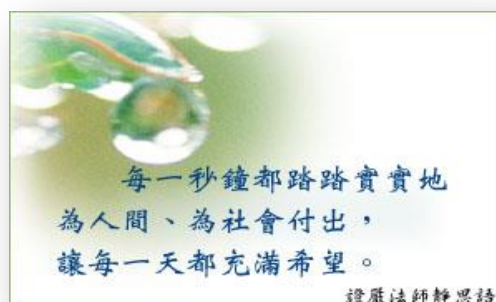 每一秒鐘都踏踏實實地
為人間、為社會付出，
讓每一天都充滿希望。
證嚴法師靜思語